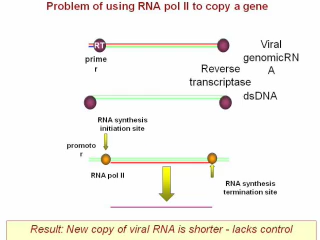 Problem of using RNA pol II to copy a gene
RT
prime
r
Viral
genomicRN
A
Reverse
transcriptase
dsDNA
RNA synthesis
initiation site
promoto
r
RNA pol II
RNA synthesis
termination site
Result: New copy of viral RNA is shorter - lacks control